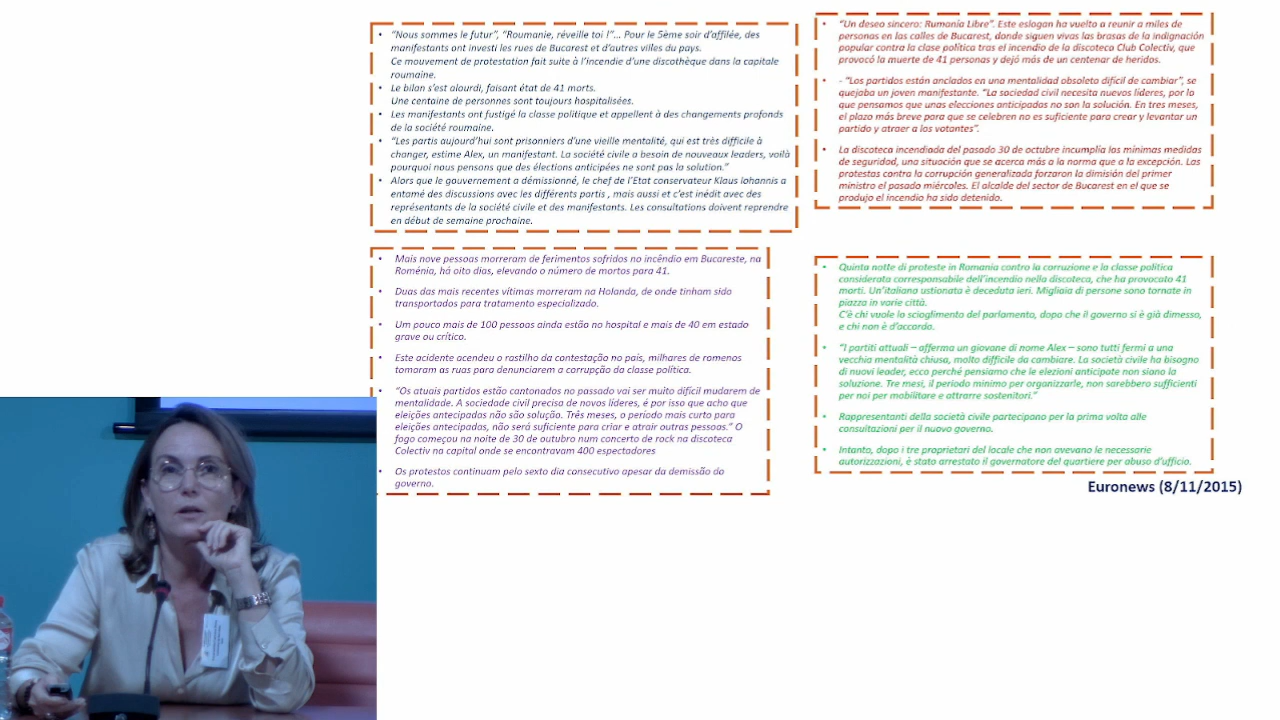 “Nous sommes le futur”, “Roumanie, réveille toi !”... Pour le 5ème soir d’affilée, des
manifestants ont investi les rues de Bucarest et d’autres villes du pays.
Ce mouvement de protestation fait suite à l’incendie d’une discothèque dans la capitale
roumaine.
Le bilan s’est alourdi, faisant état de 41 morts.
Une centaine de personnes sont toujours hospitalisées.
Les manifestants ont fustigé la classe politique et appellent à des changements profonds
de la société roumaine.
“Les partis aujourd’hui sont prisonniers d’une vieille mentalité, qui est très difficile à
changer, estime Alex, un manifestant. La société civile a besoin de nouveaux leaders, voilà
pourquoi nous pensons que des élections anticipées ne sont pas la solution.”
Alors que le gouvernement a démissionné, le chef de l’Etat conservateur Klaus Iohannis a
entamé des discussions avec les différents partis , mais aussi et c’est inédit avec des
représentants de la société civile et des manifestants. Les consultations doivent reprendre
en début de semaine prochaine.
“Un deseo sincero: Rumanía Libre”. Este eslogan ha vuelto a reunir a miles de
personas en las calles de Bucarest, donde siguen vivas las brasas de la indignación
popular contra la clase política tras el incendio de la discoteca Club Colectiv, que
provocó la muerte de 41 personas y dejó más de un centenar de heridos.
- “Los partidos están anclados en una mentalidad obsoleta difícil de cambiar”, se
quejaba un joven manifestante. “La sociedad civil necesita nuevos líderes, por lo
que pensamos que unas elecciones anticipadas no son la solución. En tres meses,
el plazo más breve para que se celebren no es suficiente para crear y levantar un
partido y atraer a los votantes”.
La discoteca incendiada del pasado 30 de octubre incumplía las mínimas medidas
de seguridad, una situación que se acerca más a la norma que a la excepción. Las
protestas contra la corrupción generalizada forzaron la dimisión del primer
ministro el pasado miércoles. El alcalde del sector de Bucarest en el que se
produjo el incendio ha sido detenido.
Mais nove pessoas morreram de ferimentos sofridos no incêndio em Bucareste, na
Roménia, há oito dias, elevando o número de mortos para 41.
Duas das mais recentes vítimas morreram na Holanda, de onde tinham sido
transportados para tratamento especializado.
Um pouco mais de 100 pessoas ainda estão no hospital e mais de 40 em estado
grave ou crítico.
Este acidente acendeu o rastilho da contestação no país, milhares de romenos
tomaram as ruas para denunciarem a corrupção da classe política.
“Os atuais partidos estão cantonados no passado vai ser muito difícil mudarem de
mentalidade. A sociedade civil precisa de novos líderes, é por isso que acho que
eleições antecipadas não são solução. Três meses, o período mais curto para
eleições antecipadas, não será suficiente para criar e atrair outras pessoas.” O
fogo começou na noite de 30 de outubro num concerto de rock na discoteca
Colectiv na capital onde se encontravam 400 espectadores
Os protestos continuam pelo sexto dia consecutivo apesar da demissão do
governo.
Quinta notte di proteste in Romania contro la corruzione e la classe politica
considerata corresponsabile dell’incendio nella discoteca, che ha provocato 41
morti. Un’italiana ustionata è deceduta ieri. Migliaia di persone sono tornate in
piazza in varie città.
C’è chi vuole lo scioglimento del parlamento, dopo che il governo si è già dimesso,
e chi non è d’accordo.
“I partiti attuali – afferma un giovane di nome Alex – sono tutti fermi a una
vecchia mentalità chiusa, molto difficile da cambiare. La società civile ha bisogno
di nuovi leader, ecco perché pensiamo che le elezioni anticipate non siano la
soluzione. Tre mesi, il periodo minimo per organizzarle, non sarebbero sufficienti
per noi per mobilitare e attrarre sostenitori.”
Rappresentanti della società civile partecipano per la prima volta alle
consultazioni per il nuovo governo.
Intanto, dopo i tre proprietari del locale che non avevano le necessarie
autorizzazioni, è stato arrestato il governatore del quartiere per abuso d’ufficio.
Euronews (8/11/2015)